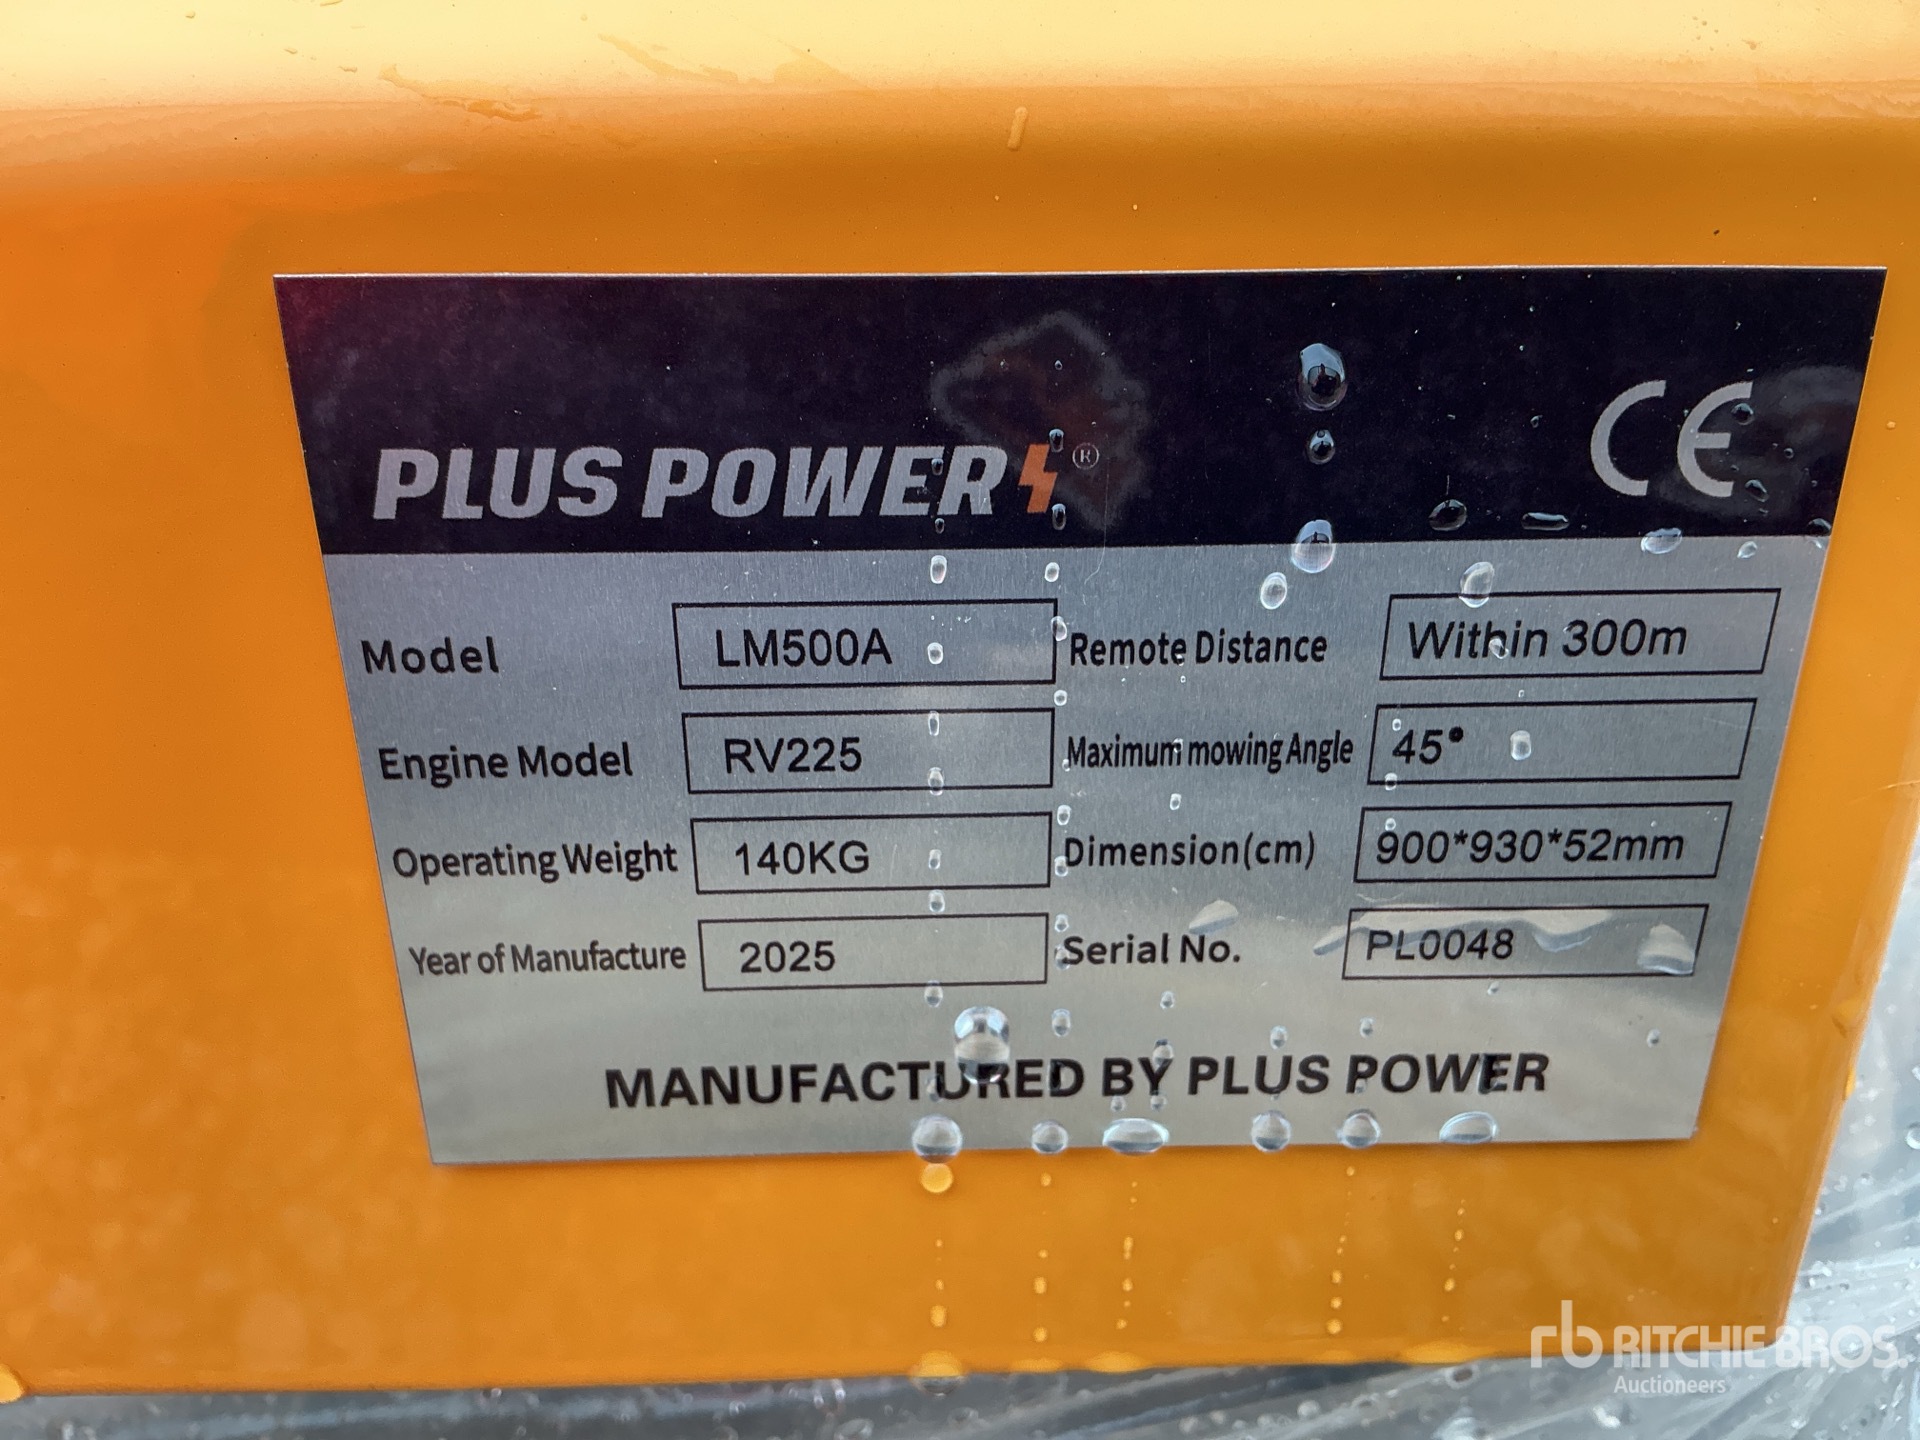 PLUS POWER ®
CE
Model LM500A Remote Distance Within 300m
Engine Model RV225 Maximum mowing Angle 45°
Operating Weight 140KG Dimension(cm) 900*930*52mm
Year of Manufacture 2025 Serial No. PL0048
MANUFACTURED BY PLUS POWER
rb RITCHIE BROS.
Auctioneers